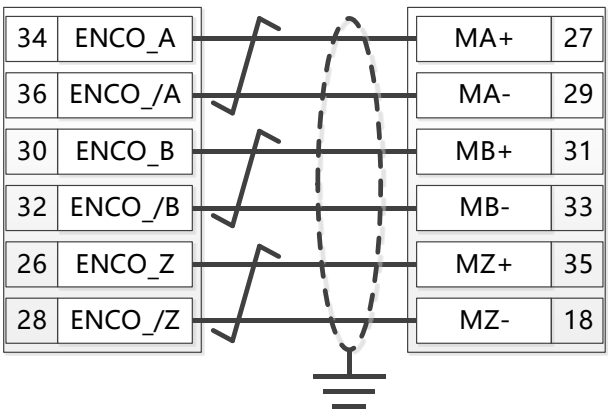 34 ENCO_A MA+ 27
36 ENCO_/A MA- 29
30 ENCO_B MB+ 31
32 ENCO_/B MB- 33
26 ENCO_Z MZ+ 35
28 ENCO_/Z MZ- 18